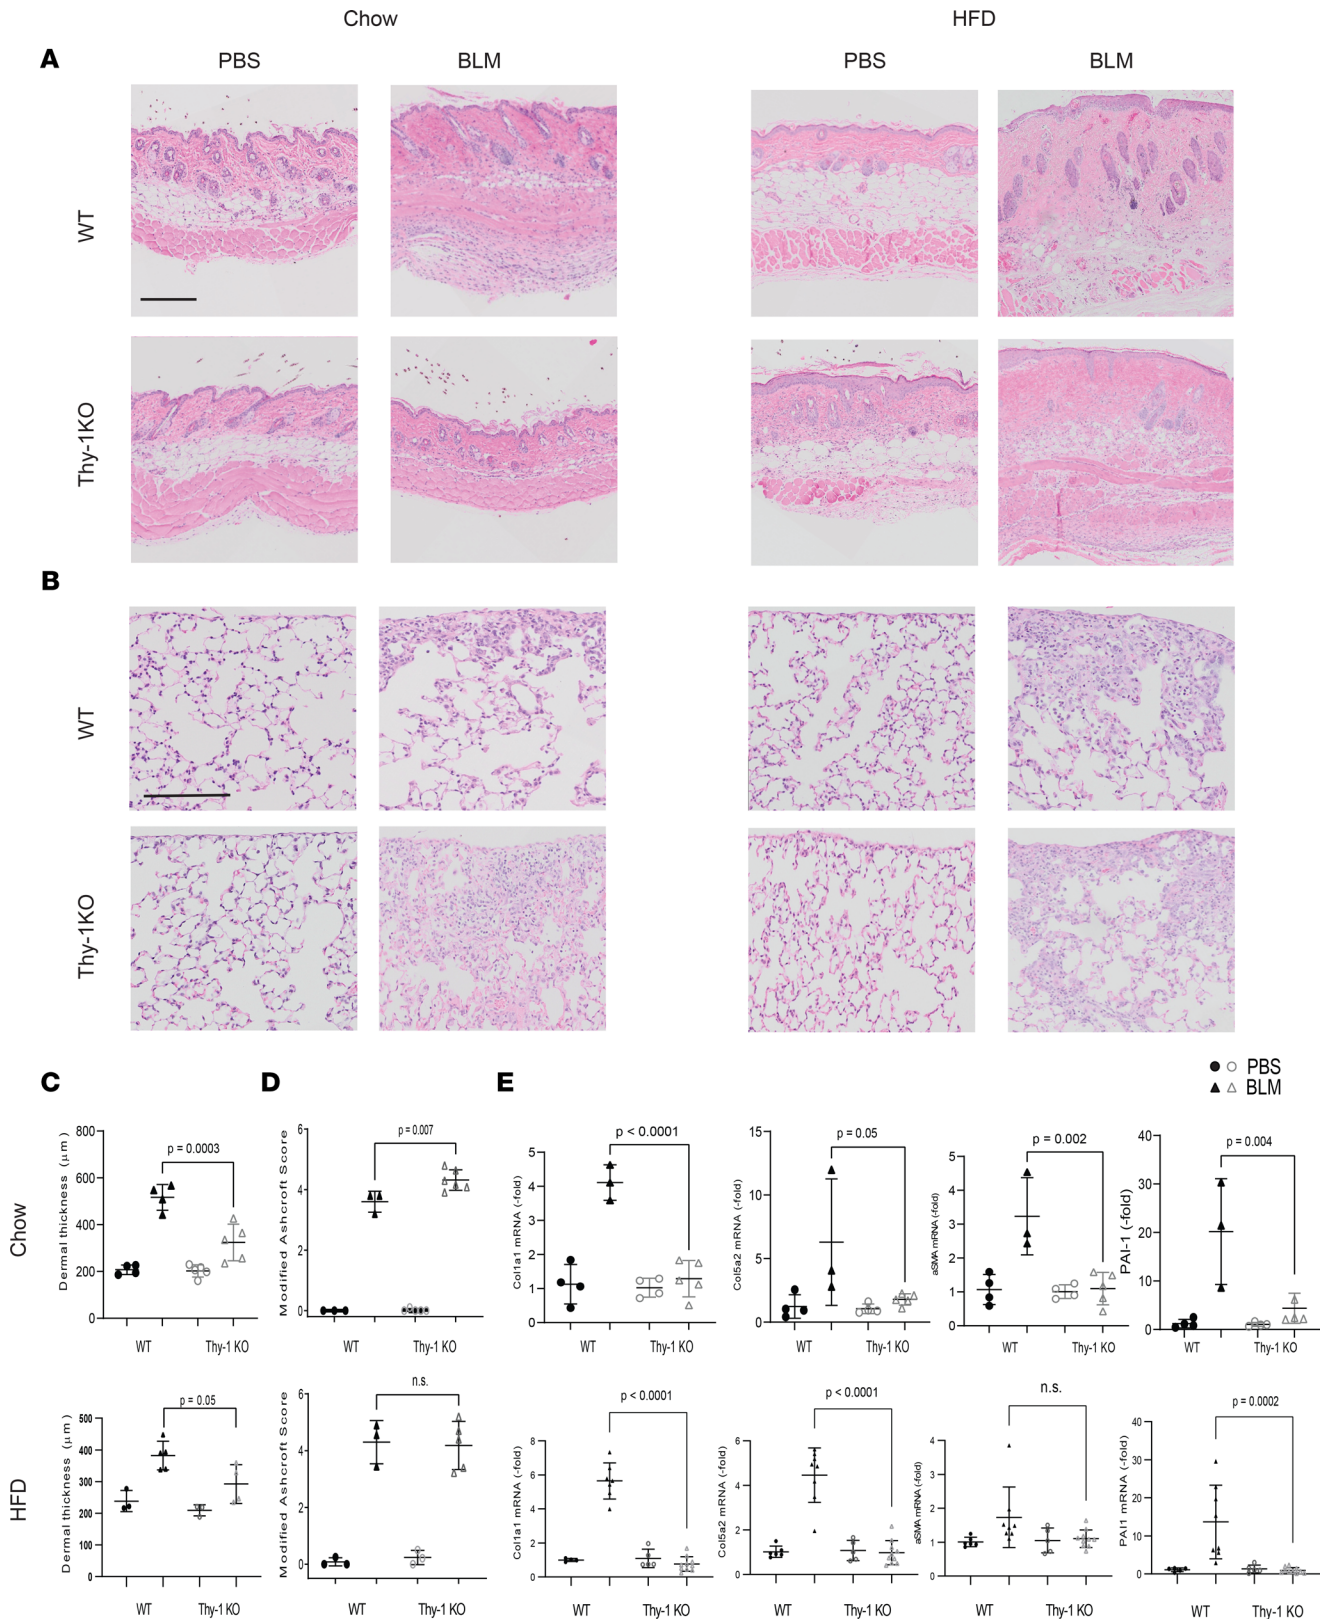 Chow HFD
A PBS BLM PBS BLM
WT
Thy-1KO
B
WT
Thy-1KO
C D E
PBS
BLM
Chow
Dermal thickness (μm)
800
600
400
200
0
p = 0.0003
WT Thy-1 KO
Modified Ashcroft Score
6
4
2
0
p = 0.007
WT Thy-1 KO
Col1a1 mRNA (-fold)
5
4
3
2
1
0
p < 0.0001
WT Thy-1 KO
Col5a2 mRNA (-fold)
15
10
5
0
p = 0.05
WT Thy-1 KO
aSMA mRNA (-fold)
5
4
3
2
1
0
p = 0.002
WT Thy-1 KO
PAI-1 (-fold)
40
30
20
10
0
p = 0.004
WT Thy-1 KO
HFD
Dermal thickness (μm)
500
400
300
200
100
0
p = 0.05
WT Thy-1 KO
Modified Ashcroft Score
6
4
2
0
n.s.
WT Thy-1 KO
Col1a1 mRNA (-fold)
8
6
4
2
0
p < 0.0001
WT Thy-1 KO
Col5a2 mRNA (-fold)
6
4
2
0
p < 0.0001
WT Thy-1 KO
aSMA mRNA (-fold)
4
3
2
1
0
n.s.
WT Thy-1 KO
PAI1 mRNA (-fold)
40
30
20
10
0
p = 0.0002
WT Thy-1 KO